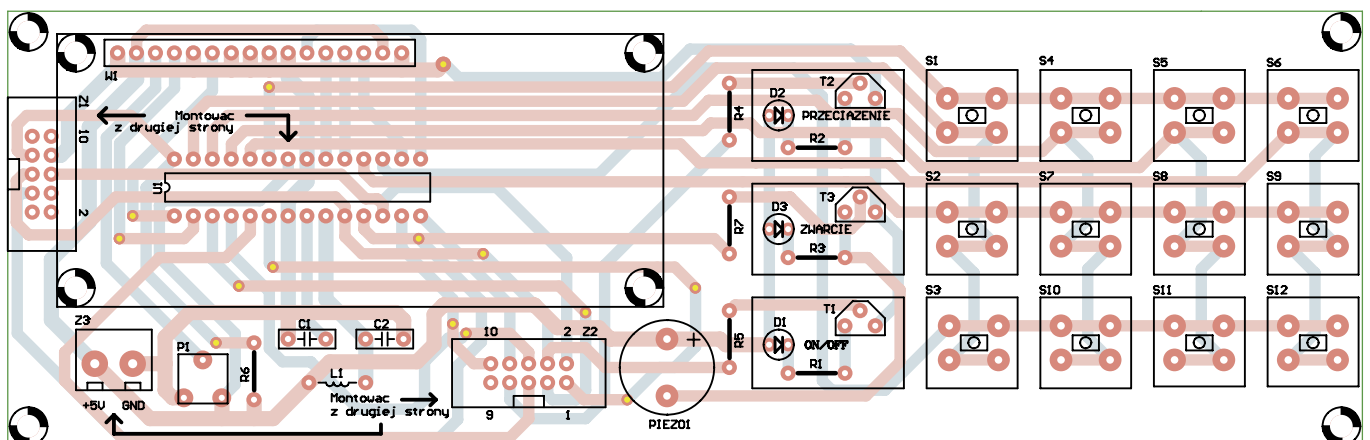 W1
Z1
Montowac
z drugiej strony
10
2
U1
R4
D2
T2
PRZECIAZENIE
R2
S1
S4
S5
S6
R7
D3
T3
ZWARCIE
R3
S2
S7
S8
S9
Z3
+5V
GND
P1
R6
C1
C2
L1
Montowac
z drugiej strony
10
2
Z2
9
1
+
PIEZO1
R5
D1
T1
ON/OFF
R1
S3
S10
S11
S12